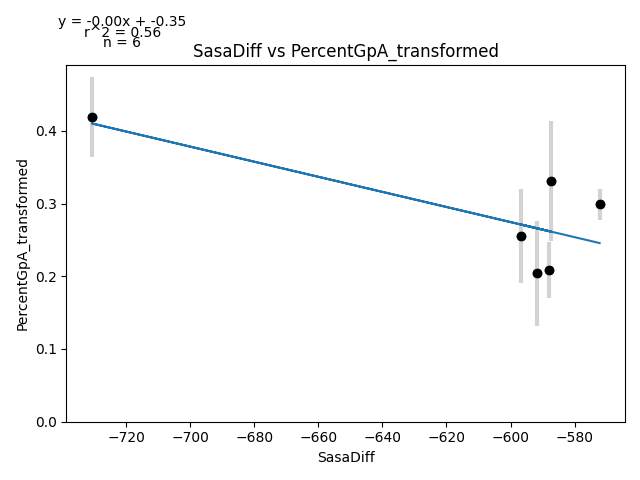 y = -0.00x + -0.35
r^2 = 0.56
n = 6
SasaDiff vs PercentGpA_transformed
PercentGpA_transformed
0.4
0.3
0.2
0.1
0.0
−720 −700 −680 −660 −640 −620 −600 −580
SasaDiff